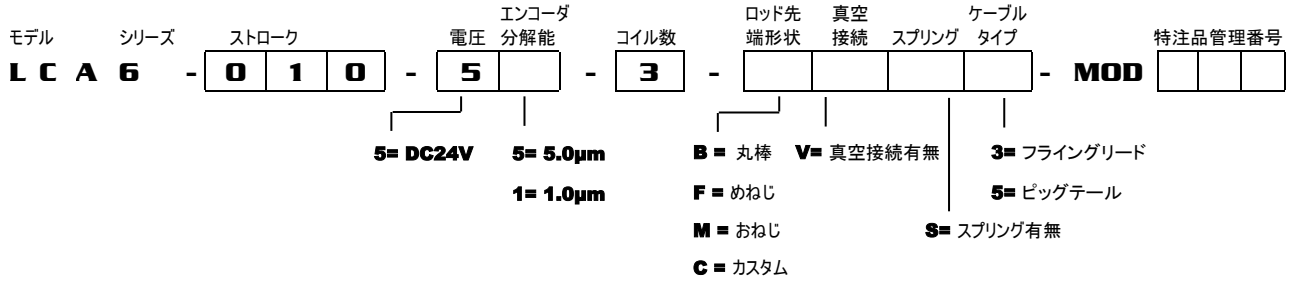 エンコーダ ロッド先 真空 ケーブル
モデル シリーズ ストローク 電圧 分解能 コイル数 端形状 接続 スプリング タイプ 特注品管理番号
LCA6 - 010 - 5 - 3 - - MOD
5= DC24V 5= 5.0µm B = 丸棒 V= 真空接続有無 3= フライングリード
1= 1.0µm F = めねじ 5= ピッグテール
M = おねじ S= スプリング有無
C = カスタム